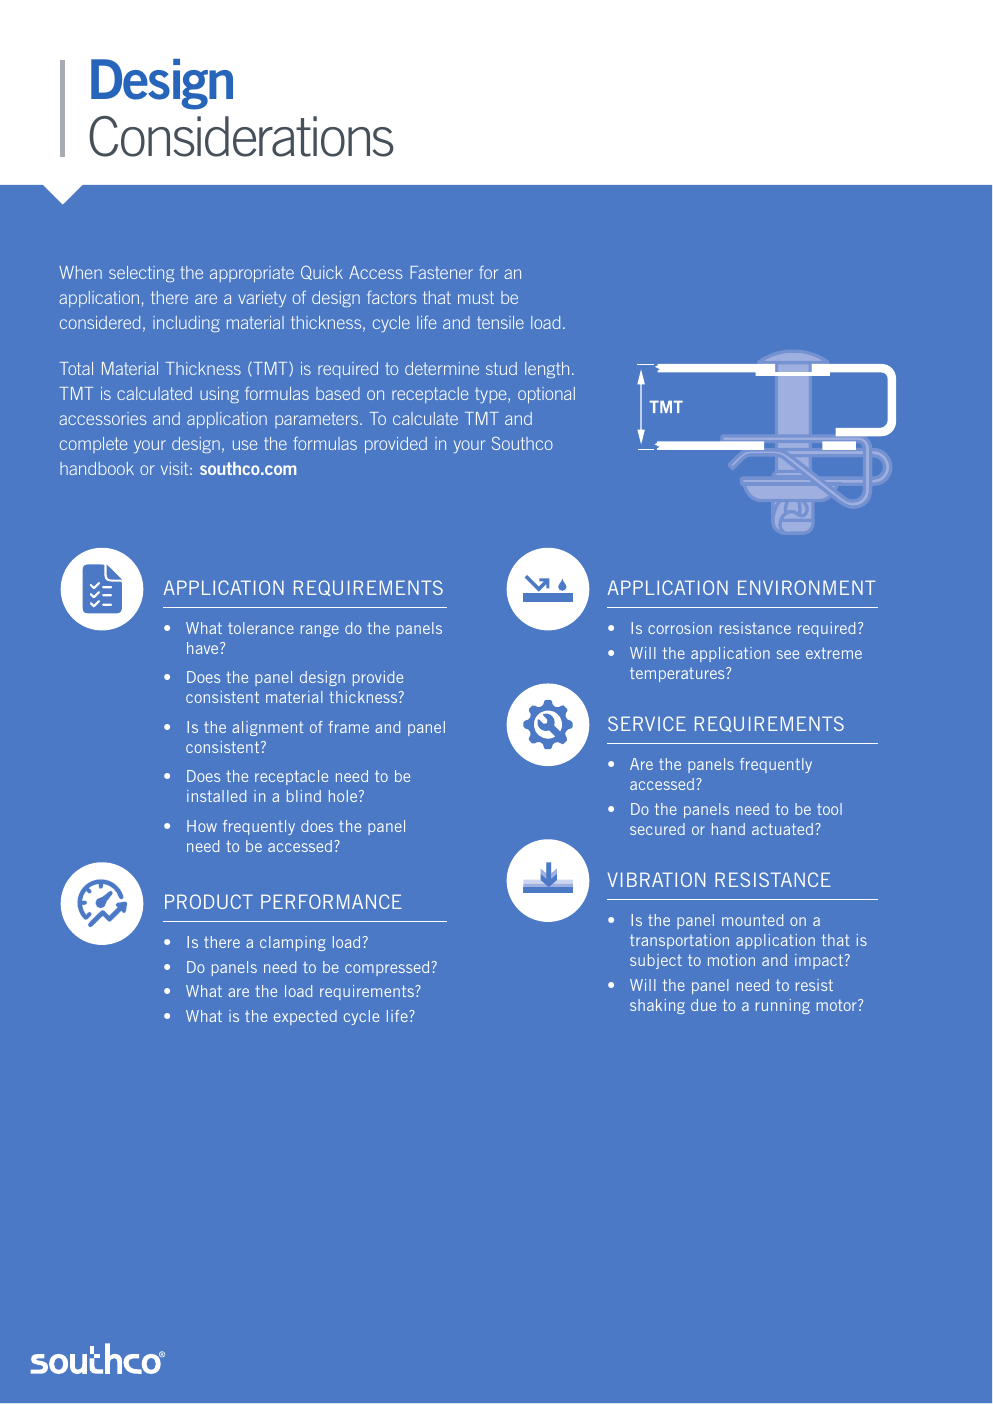 Design
Considerations
When selecting the appropriate Quick Access Fastener for an
application, there are a variety of design factors that must be
considered, including material thickness, cycle life and tensile load.
Total Material Thickness (TMT) is required to determine stud length.
TMT is calculated using formulas based on receptacle type, optional
accessories and application parameters. To calculate TMT and
complete your design, use the formulas provided in your Southco
handbook or visit: southco.com
TMT
APPLICATION REQUIREMENTS
• What tolerance range do the panels
have?
• Does the panel design provide
consistent material thickness?
• Is the alignment of frame and panel
consistent?
• Does the receptacle need to be
installed in a blind hole?
• How frequently does the panel
need to be accessed?
PRODUCT PERFORMANCE
• Is there a clamping load?
• Do panels need to be compressed?
• What are the load requirements?
• What is the expected cycle life?
APPLICATION ENVIRONMENT
• Is corrosion resistance required?
• Will the application see extreme
temperatures?
SERVICE REQUIREMENTS
• Are the panels frequently
accessed?
• Do the panels need to be tool
secured or hand actuated?
VIBRATION RESISTANCE
• Is the panel mounted on a
transportation application that is
subject to motion and impact?
• Will the panel need to resist
shaking due to a running motor?
southco®